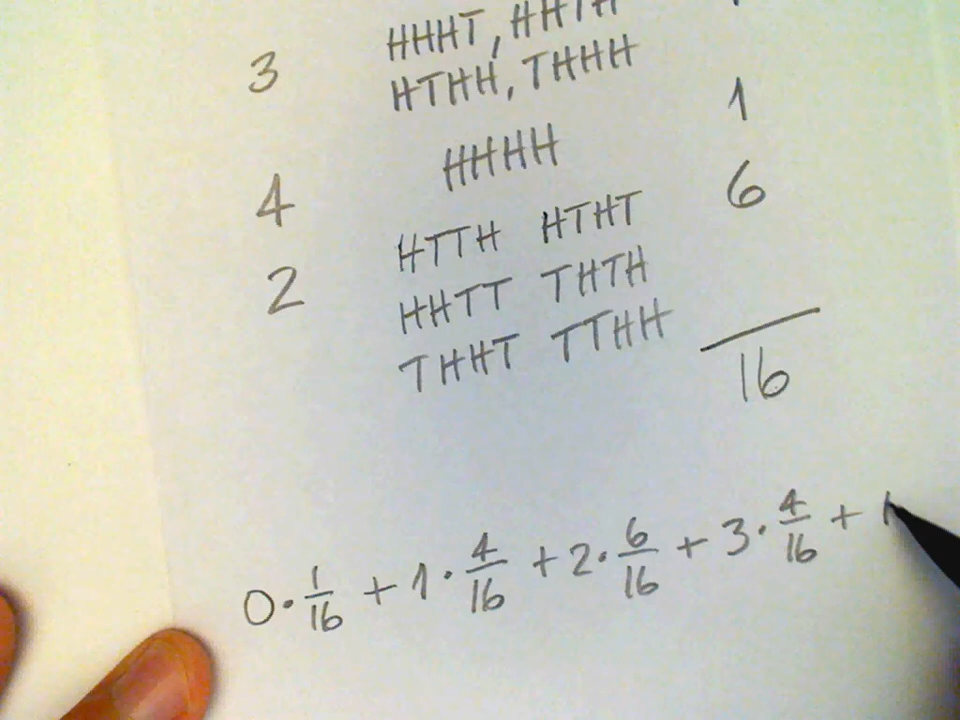 HHHT, HHTH
3 HTHH, THHH
4 HHHH 1
HTTH HTHT 6
2 HHTT THTH
THHT TTHH
16
0·1/16 + 1·4/16 + 2·6/16 + 3·4/16 +